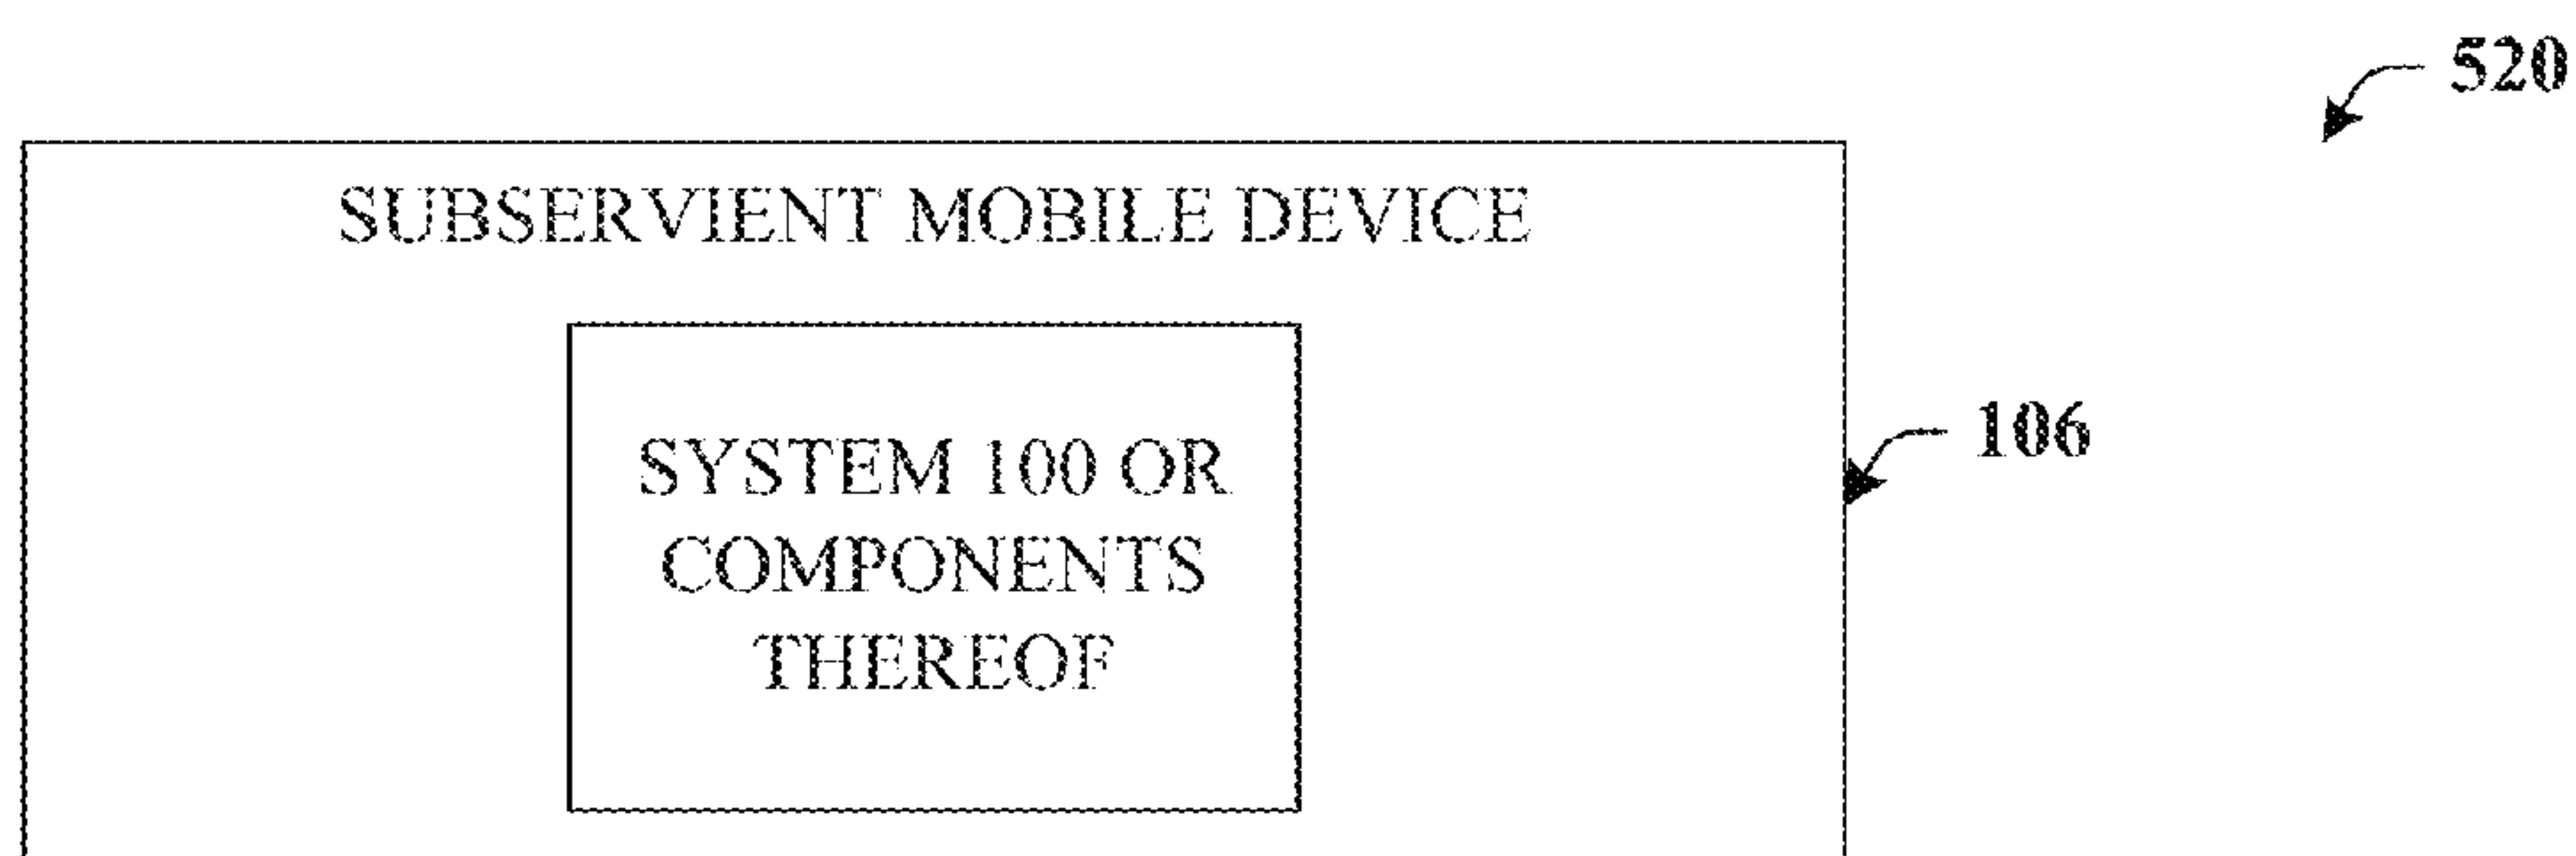 520
SUBSERVIENT MOBILE DEVICE
106
SYSTEM 100 OR
COMPONENTS
THEREOF